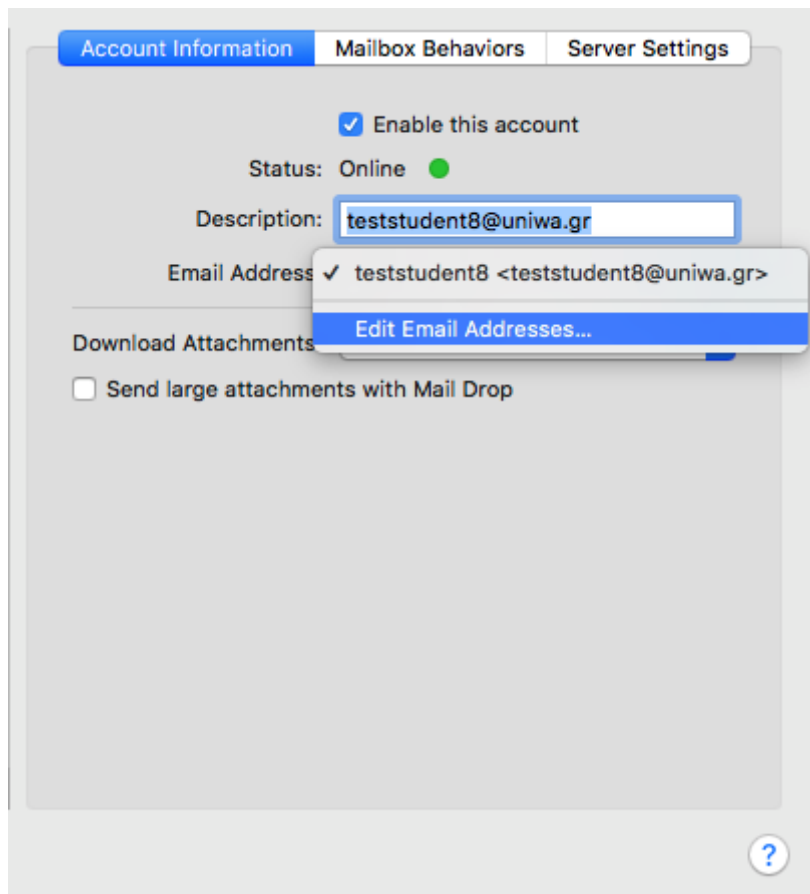 Account Information Mailbox Behaviors Server Settings
Enable this account
Status: Online
Description: teststudent8@uniwa.gr
Email Address ✓ teststudent8 <teststudent8@uniwa.gr>
Edit Email Addresses...
Download Attachments
Send large attachments with Mail Drop
?